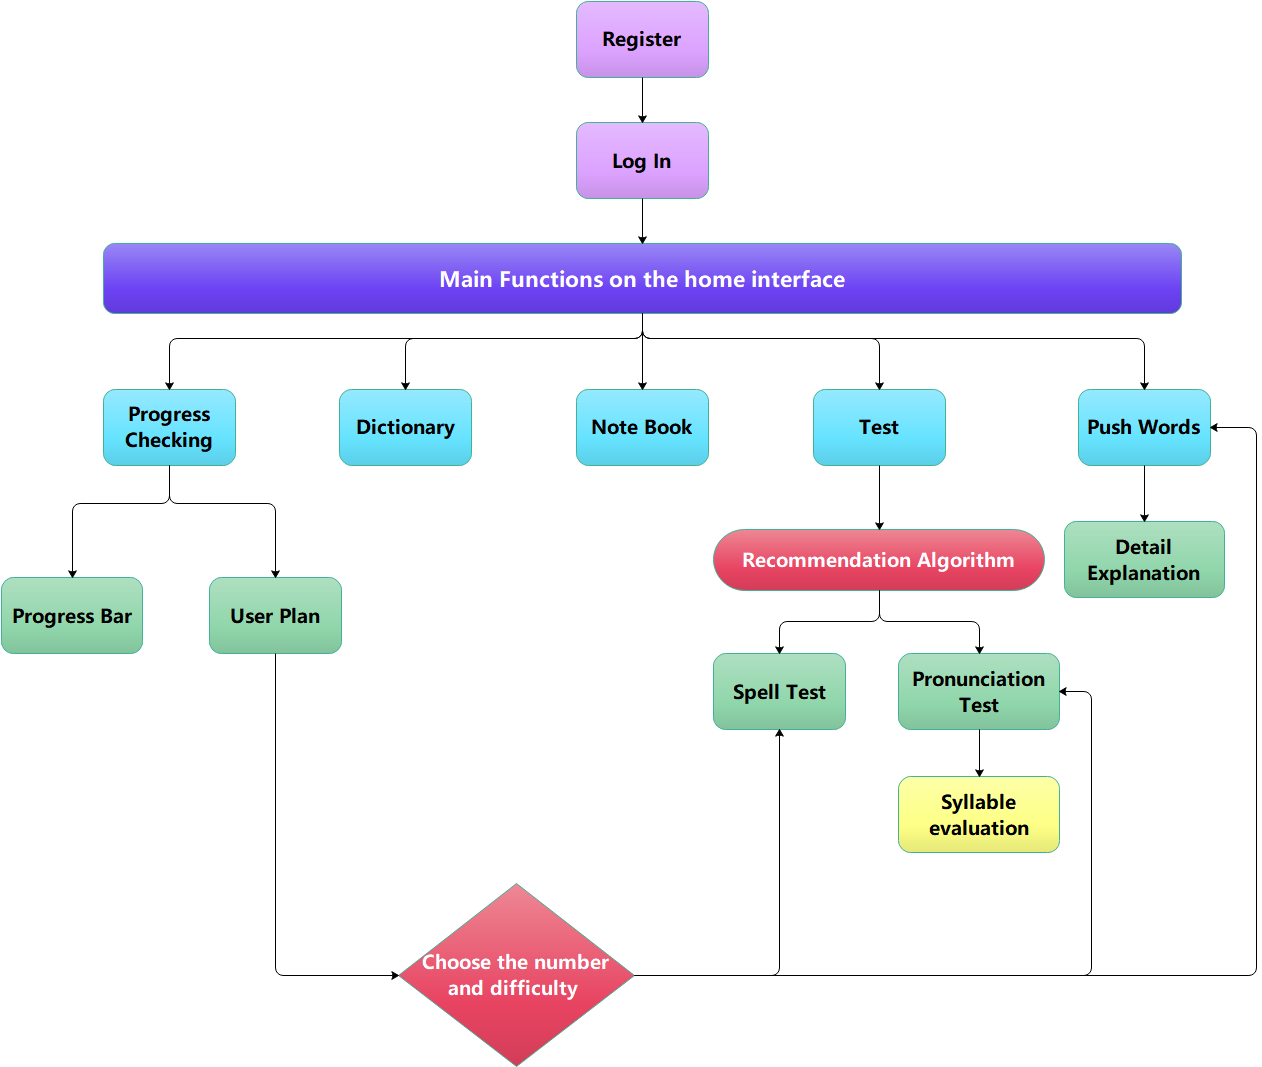 Register
Log In
Main Functions on the home interface
Progress
Checking
Dictionary
Note Book
Test
Push Words
Recommendation Algorithm
Detail
Explanation
Progress Bar
User Plan
Spell Test
Pronunciation
Test
Syllable
evaluation
Choose the number
and difficulty